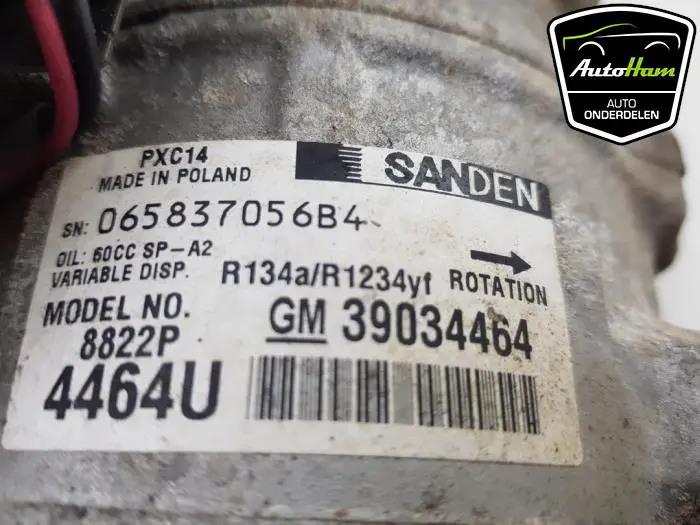 AutoHam
AUTO
ONDERDELEN
PXC14
MADE IN POLAND
SANDEN
SN: 065837056B4
OIL: 60CC SP-A2
VARIABLE DISP.
R134a/R1234yf ROTATION
MODEL NO.
8822P
GM 39034464
4464U